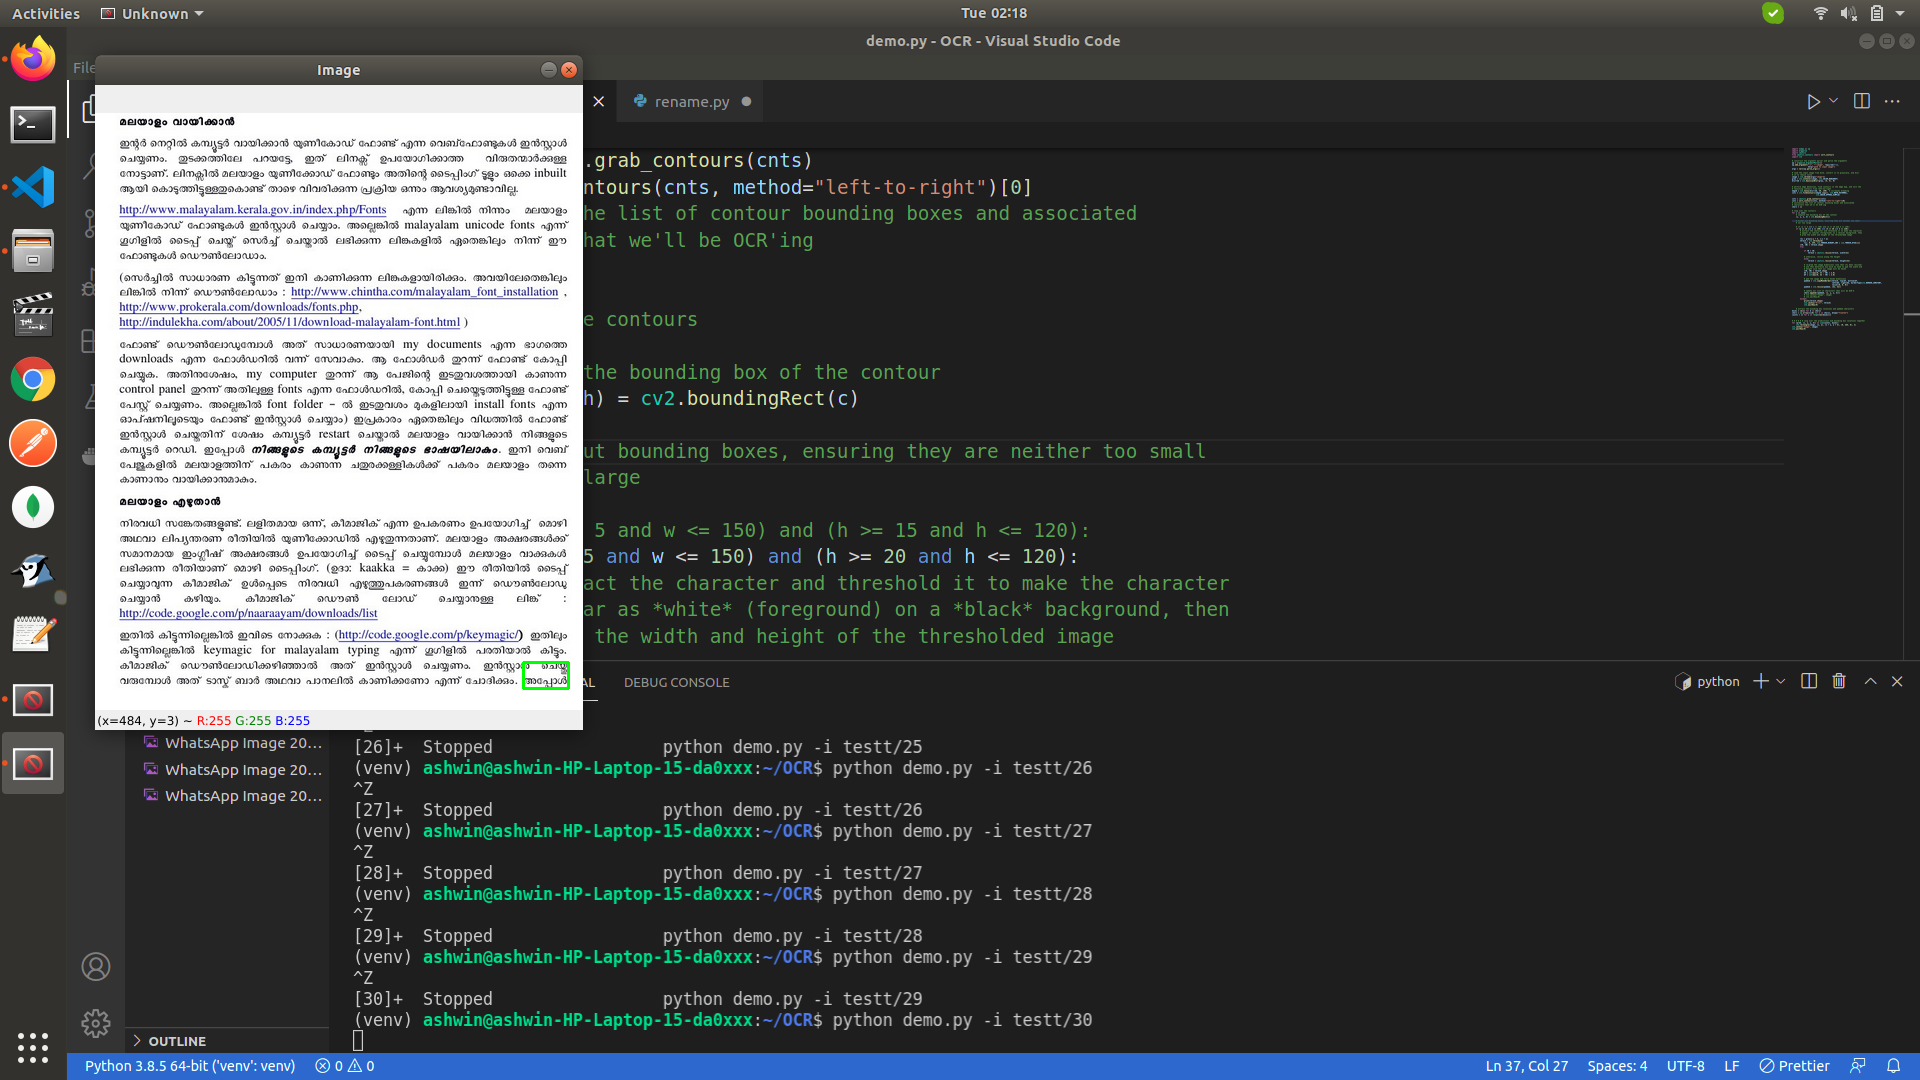 Activities
Unknown
Tue 02:18
demo.py - OCR - Visual Studio Code
File
Image
rename.py
മലയാളം വായിക്കാൻ
ഇന്റർ നെറ്റിൽ കമ്പ്യൂട്ടർ വായിക്കാൻ യുണീകോഡ് ഫോണ്ട് എന്ന വെബ്ഫോണ്ടുകൾ ഇൻസ്റ്റാൾ
ചെയ്യണം. തുടക്കത്തിലേ പറയട്ടേ, ഇത് ലിനക്സ് ഉപയോഗിക്കാത്ത വിരുതന്മാർക്കുള്ള
നോട്ടാണ്. ലിനക്സിൽ മലയാളം യുണീക്കോഡ് ഫോണ്ടും അതിന്റെ ടൈപ്പിംഗ് ടൂളും ഒക്കെ inbuilt
ആയി കൊടുത്തിട്ടുള്ളതുകൊണ്ട് താഴെ വിവരിക്കുന്ന പ്രക്രിയ ഒന്നും ആവശ്യമുണ്ടാവില്ല.
http://www.malayalam.kerala.gov.in/index.php/Fonts എന്ന ലിങ്കിൽ നിന്നും മലയാളം
യുണീക്കോഡ് ഫോണ്ടുകൾ ഇൻസ്റ്റാൾ ചെയ്യാം. അല്ലെങ്കിൽ malayalam unicode fonts എന്ന്
ഗൂഗിളിൽ ടൈപ്പ് ചെയ്ത് സെർച്ച് ചെയ്താൽ ലഭിക്കുന്ന ലിങ്കുകളിൽ ഏതെങ്കിലും നിന്ന് ഈ
ഫോണ്ടുകൾ ഡൌൺലോഡാം.
(സെർച്ചിൽ സാധാരണ കിട്ടുന്നത് ഇനി കാണിക്കുന്ന ലിങ്കുകളായിരിക്കും. അവയിലേതെങ്കിലും
ലിങ്കിൽ നിന്ന് ഡൌൺലോഡാം : http://www.chintha.com/malayalam_font_installation ,
http://www.prokerala.com/downloads/fonts.php,
http://indulekha.com/about/2005/11/download-malayalam-font.html )
ഫോണ്ട് ഡൌൺലോഡുമ്പോൾ അത് സാധാരണയായി my documents എന്ന ഭാഗത്തെ
downloads എന്ന ഫോൾഡറിൽ വന്ന് സേവാകും. ആ ഫോൾഡർ തുറന്ന് ഫോണ്ട് കോപ്പി
ചെയ്യുക. അതിനുശേഷം, my computer തുറന്ന് ആ പേജിന്റെ ഇടതുവശത്തായി കാണുന്ന
control panel തുറന്ന് അതിലുള്ള fonts എന്ന ഫോൾഡറിൽ, കോപ്പി ചെയ്തെടുത്തിട്ടുള്ള ഫോണ്ട്
പേസ്റ്റ് ചെയ്യണം. അല്ലെങ്കിൽ font folder - ൽ ഇടതുവശം മുകളിലായി install fonts എന്ന
ഓപ്ഷനിലൂടെയും ഫോണ്ട് ഇൻസ്റ്റാൾ ചെയ്യാം) ഇപ്രകാരം ഏതെങ്കിലും വിധത്തിൽ ഫോണ്ട്
ഇൻസ്റ്റാൾ ചെയ്തതിന് ശേഷം കമ്പ്യൂട്ടർ restart ചെയ്താൽ മലയാളം വായിക്കാൻ നിങ്ങളുടെ
കമ്പ്യൂട്ടർ റെഡി. ഇപ്പോൾ നിങ്ങളുടെ കമ്പ്യൂട്ടർ നിങ്ങളുടെ ഭാഷയിലാകും. ഇനി വെബ്
പേജുകളിൽ മലയാളത്തിന് പകരം കാണുന്ന ചതുരക്കള്ളികൾക്ക് പകരം മലയാളം തന്നെ
കാണാനും വായിക്കാനുമാകും.
മലയാളം എഴുതാൻ
നിരവധി സങ്കേതങ്ങളുണ്ട്. ലളിതമായ ഒന്ന്, കീമാജിക് എന്ന ഉപകരണം ഉപയോഗിച്ച് മൊഴി
അഥവാ ലിപ്യന്തരണ രീതിയിൽ യുണീക്കോഡിൽ എഴുതുന്നതാണ്. മലയാളം അക്ഷരങ്ങൾക്ക്
സമാനമായ ഇംഗ്ലീഷ് അക്ഷരങ്ങൾ ഉപയോഗിച്ച് ടൈപ്പ് ചെയ്യുമ്പോൾ മലയാളം വാക്കുകൾ
ലഭിക്കുന്ന രീതിയാണ് മൊഴി ടൈപ്പിംഗ്. (ഉദാ: kaakka = കാക്ക) ഈ രീതിയിൽ ടൈപ്പ്
ചെയ്യാവുന്ന കീമാജിക് ഉൾപ്പെടെ നിരവധി എഴുത്തുപകരണങ്ങൾ ഇന്ന് ഡൌൺലോഡു
ചെയ്യാൻ കഴിയും. കീമാജിക് ഡൌൺ ലോഡ് ചെയ്യാനുള്ള ലിങ്ക് :
http://code.google.com/p/naaraayam/downloads/list
ഇതിൽ കിട്ടുന്നില്ലെങ്കിൽ ഇവിടെ നോക്കുക : (http://code.google.com/p/keymagic/) ഇതിലും
കിട്ടുന്നില്ലെങ്കിൽ keymagic for malayalam typing എന്ന് ഗൂഗിളിൽ പരതിയാൽ കിട്ടും.
കീമാജിക് ഡൌൺലോഡിക്കഴിഞ്ഞാൽ അത് ഇൻസ്റ്റാൾ ചെയ്യണം. ഇൻസ്റ്റാൾ ചെയ്തു
വരുമ്പോൾ അത് ടാസ്ക് ബാർ അഥവാ പാനലിൽ കാണിക്കണോ എന്ന് ചോദിക്കും. അപ്പോൾ
(x=484, y=3) ~ R:255 G:255 B:255
.grab_contours(cnts)
ntours(cnts, method="left-to-right")[0]
he list of contour bounding boxes and associated
hat we'll be OCR'ing
e contours
the bounding box of the contour
h) = cv2.boundingRect(c)
ut bounding boxes, ensuring they are neither too small
large
5 and w <= 150) and (h >= 15 and h <= 120):
5 and w <= 150) and (h >= 20 and h <= 120):
act the character and threshold it to make the character
ar as *white* (foreground) on a *black* background, then
the width and height of the thresholded image
AL
DEBUG CONSOLE
python
WhatsApp Image 20...
WhatsApp Image 20...
WhatsApp Image 20...
OUTLINE
[26]+ Stopped python demo.py -i testt/25
(venv) ashwin@ashwin-HP-Laptop-15-da0xxx:~/OCR$ python demo.py -i testt/26
^Z
[27]+ Stopped python demo.py -i testt/26
(venv) ashwin@ashwin-HP-Laptop-15-da0xxx:~/OCR$ python demo.py -i testt/27
^Z
[28]+ Stopped python demo.py -i testt/27
(venv) ashwin@ashwin-HP-Laptop-15-da0xxx:~/OCR$ python demo.py -i testt/28
^Z
[29]+ Stopped python demo.py -i testt/28
(venv) ashwin@ashwin-HP-Laptop-15-da0xxx:~/OCR$ python demo.py -i testt/29
^Z
[30]+ Stopped python demo.py -i testt/29
(venv) ashwin@ashwin-HP-Laptop-15-da0xxx:~/OCR$ python demo.py -i testt/30
Python 3.8.5 64-bit ('venv': venv)
0 0
Ln 37, Col 27
Spaces: 4
UTF-8
LF
Prettier